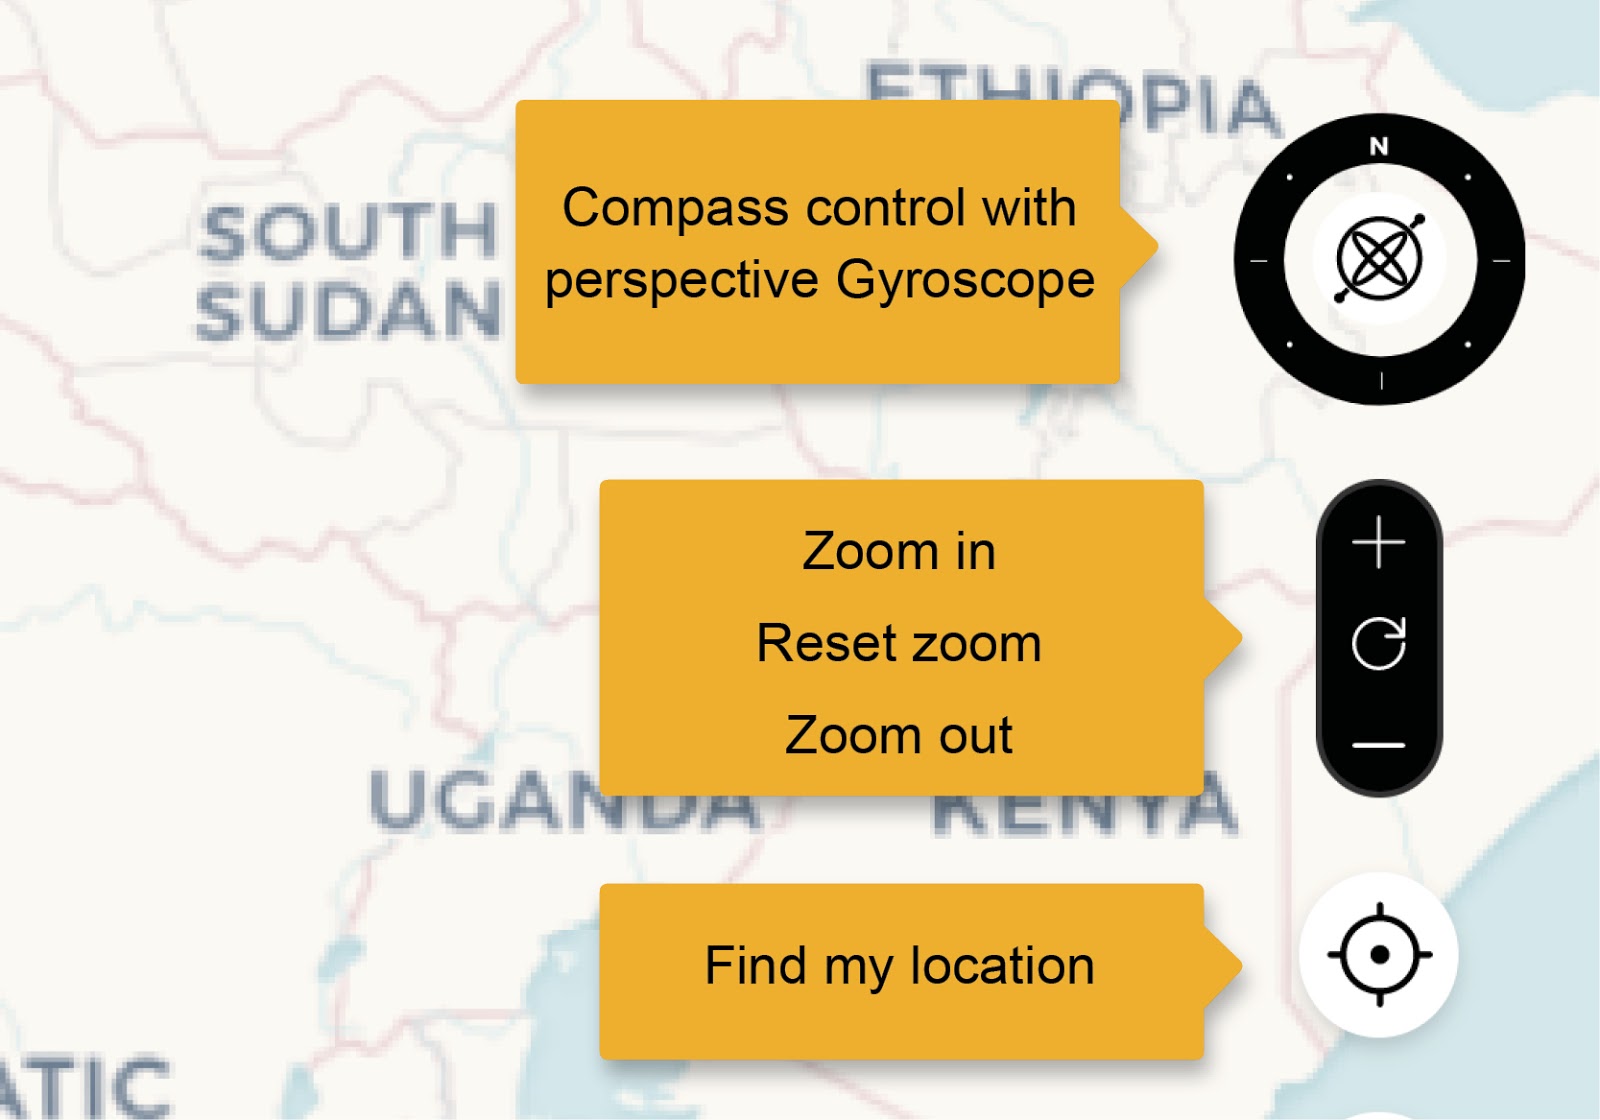 ETHIOPIA
N
Compass control with
perspective Gyroscope
SOUTH
SUDAN
Zoom in
Reset zoom
Zoom out
UGANDA
KENYA
Find my location
ATIC